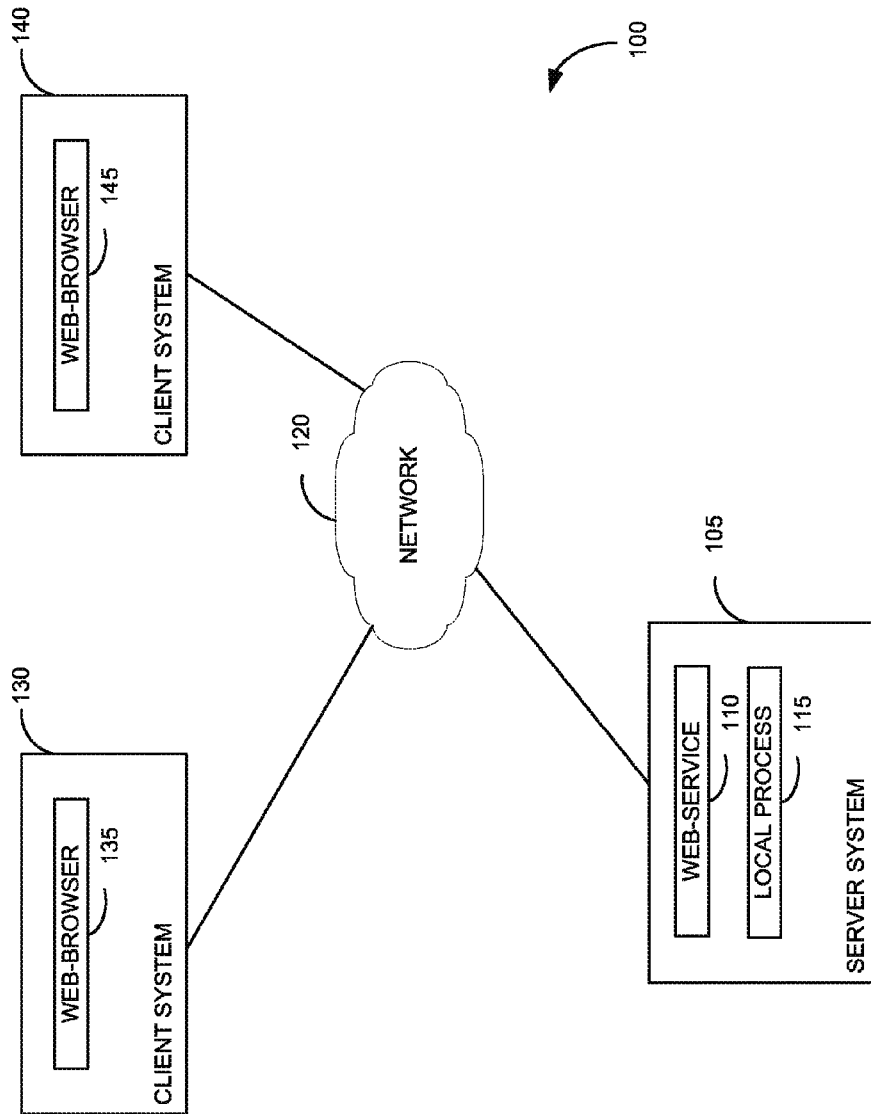 130
WEB-BROWSER
135
CLIENT SYSTEM
140
WEB-BROWSER
145
CLIENT SYSTEM
120
NETWORK
105
WEB-SERVICE
110
LOCAL PROCESS
115
SERVER SYSTEM
100